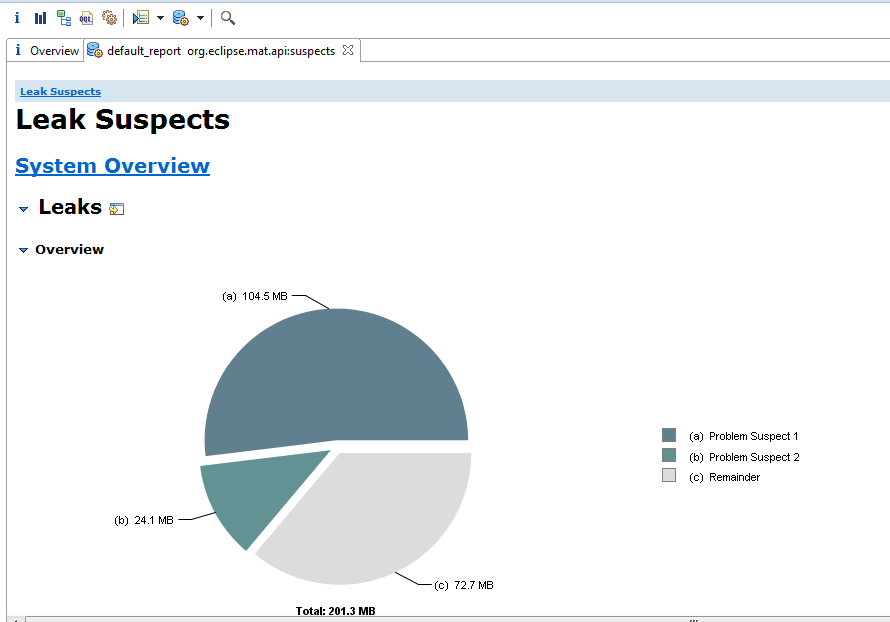 i OQL
i Overview default_report org.eclipse.mat.api:suspects
Leak Suspects
Leak Suspects
System Overview
Leaks
Overview
(a) 104.5 MB
(a) Problem Suspect 1
(b) Problem Suspect 2
(c) Remainder
(b) 24.1 MB
(c) 72.7 MB
Total: 201.3 MB